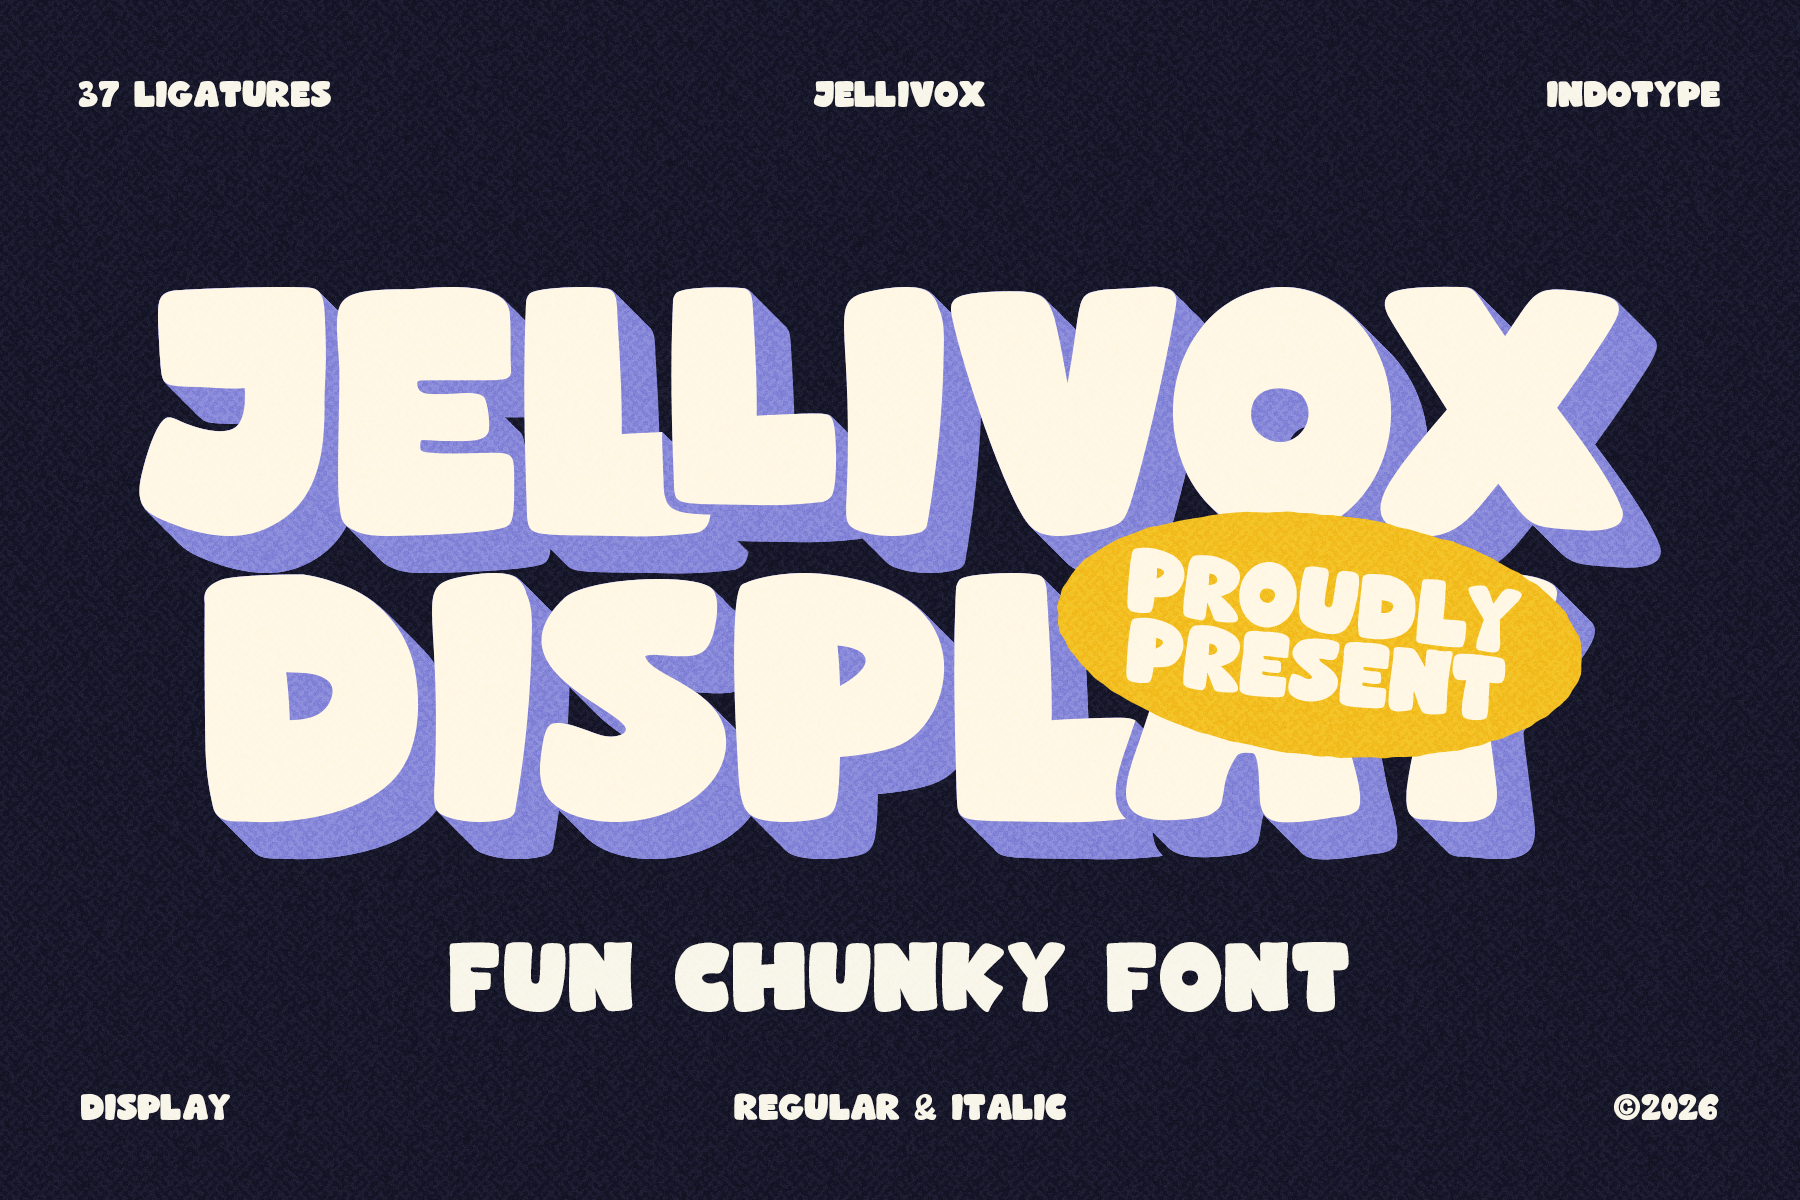 37 LIGATURES
JELLIVOX
INDOTYPE
JELLIVOX
DISPLAY
PROUDLY
PRESENT
FUN CHUNKY FONT
DISPLAY
REGULAR & ITALIC
©2026